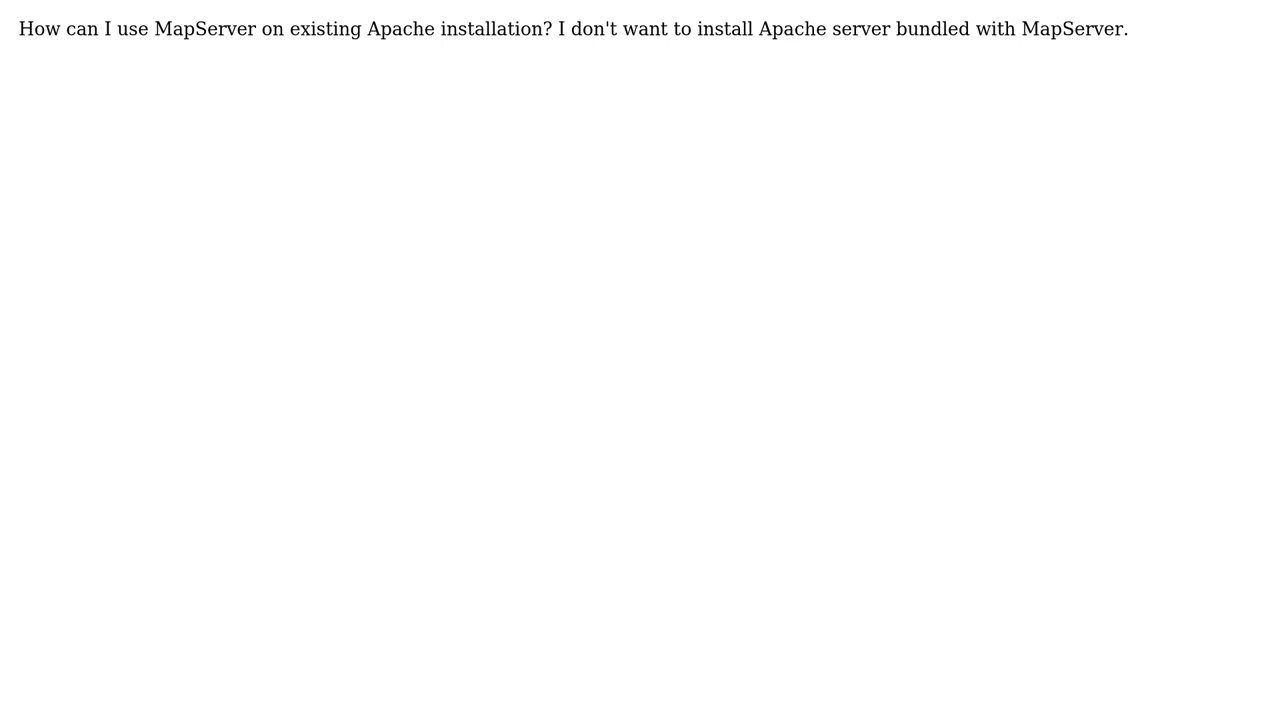 How can I use MapServer on existing Apache installation? I don't want to install Apache server bundled with MapServer.